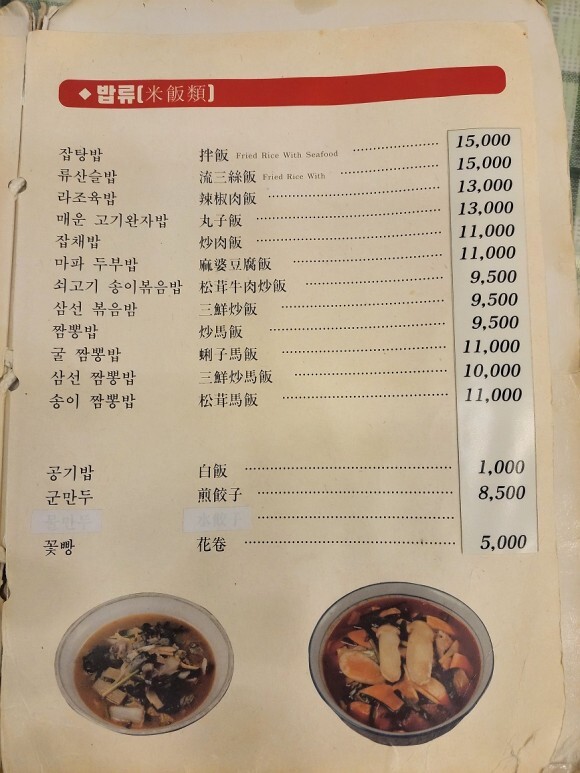 ◆ 밥류(米飯類)
잡탕밥 拌飯 Fried Rice With Seafood 15,000
류산슬밥 流三絲飯 Fried Rice With 15,000
라조육밥 辣椒肉飯 13,000
매운 고기완자밥 丸子飯 13,000
잡채밥 炒肉飯 11,000
마파 두부밥 麻婆豆腐飯 11,000
쇠고기 송이볶음밥 松茸牛肉炒飯 9,500
삼선 볶음밤 三鮮炒飯 9,500
짬뽕밥 炒馬飯 9,500
굴 짬뽕밥 蜊子馬飯 11,000
삼선 짬뽕밥 三鮮炒馬飯 10,000
송이 짬뽕밥 松茸馬飯 11,000
공기밥 白飯 1,000
군만두 煎餃子 8,500
꽃빵 花卷 5,000